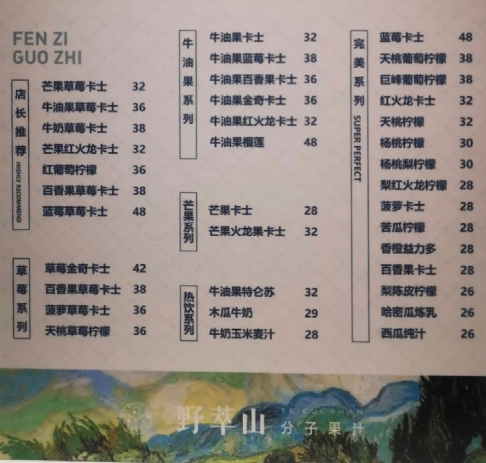 FEN ZI
GUO ZHI
店长推荐 HIGHLY RECOMMEND
芒果草莓卡士 32
牛油果草莓卡士 36
牛奶草莓卡士 38
芒果红火龙卡士 32
红葡萄柠檬 36
百香果草莓卡士 38
蓝莓草莓卡士 48
草莓系列
草莓金奇卡士 42
百香果草莓卡士 38
菠萝草莓卡士 36
天桃草莓柠檬 36
牛油果系列
牛油果卡士 32
牛油果蓝莓卡士 38
牛油果百香果卡士 36
牛油果金奇卡士 36
牛油果红火龙卡士 32
牛油果榴莲 48
芒果系列
芒果卡士 28
芒果火龙果卡士 32
热饮系列
牛油果特仑苏 32
木瓜牛奶 29
牛奶玉米麦汁 28
完美系列 SUPER PERFECT
蓝莓卡士 48
天桃葡萄柠檬 38
巨峰葡萄柠檬 38
红火龙卡士 32
天桃柠檬 32
杨桃柠檬 30
杨桃梨柠檬 30
梨红火龙柠檬 28
菠萝卡士 28
苦瓜柠檬 28
香橙益力多 28
百香果卡士 28
梨陈皮柠檬 26
哈密瓜炼乳 26
西瓜纯汁 26
野萃山
分子果汁